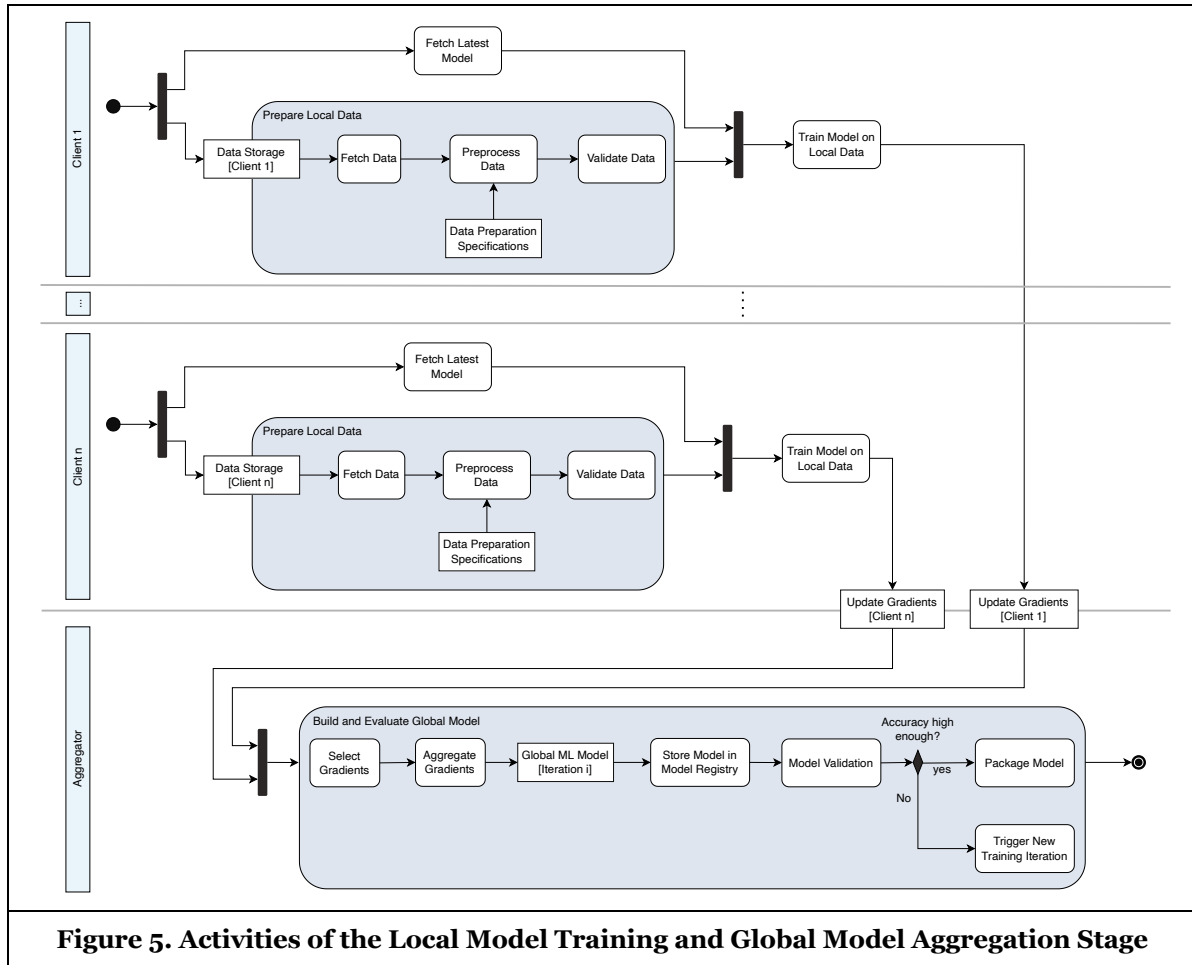 Client 1
Fetch Latest
Model
Prepare Local Data
Data Storage
[Client 1]
Fetch Data
Preprocess
Data
Validate Data
Data Preparation
Specifications
Train Model on
Local Data
...
Client n
Fetch Latest
Model
Prepare Local Data
Data Storage
[Client n]
Fetch Data
Preprocess
Data
Validate Data
Data Preparation
Specifications
Train Model on
Local Data
Update Gradients
[Client n]
Update Gradients
[Client 1]
Aggregator
Build and Evaluate Global Model
Select
Gradients
Aggregate
Gradients
Global ML Model
[Iteration i]
Store Model in
Model Registry
Model Validation
Accuracy high
enough?
yes
No
Package Model
Trigger New
Training Iteration
Figure 5. Activities of the Local Model Training and Global Model Aggregation Stage